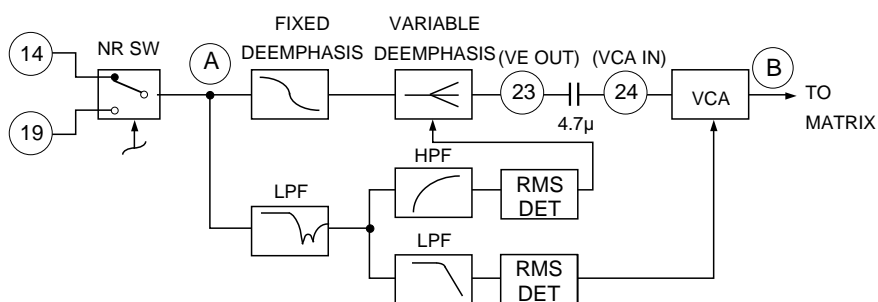 FIXED
DEEMPHASIS
VARIABLE
DEEMPHASIS
(VE OUT)
(VCA IN)
NR SW
14
19
A
23
4.7μ
24
VCA
B
TO
MATRIX
HPF
RMS
DET
LPF
LPF
RMS
DET